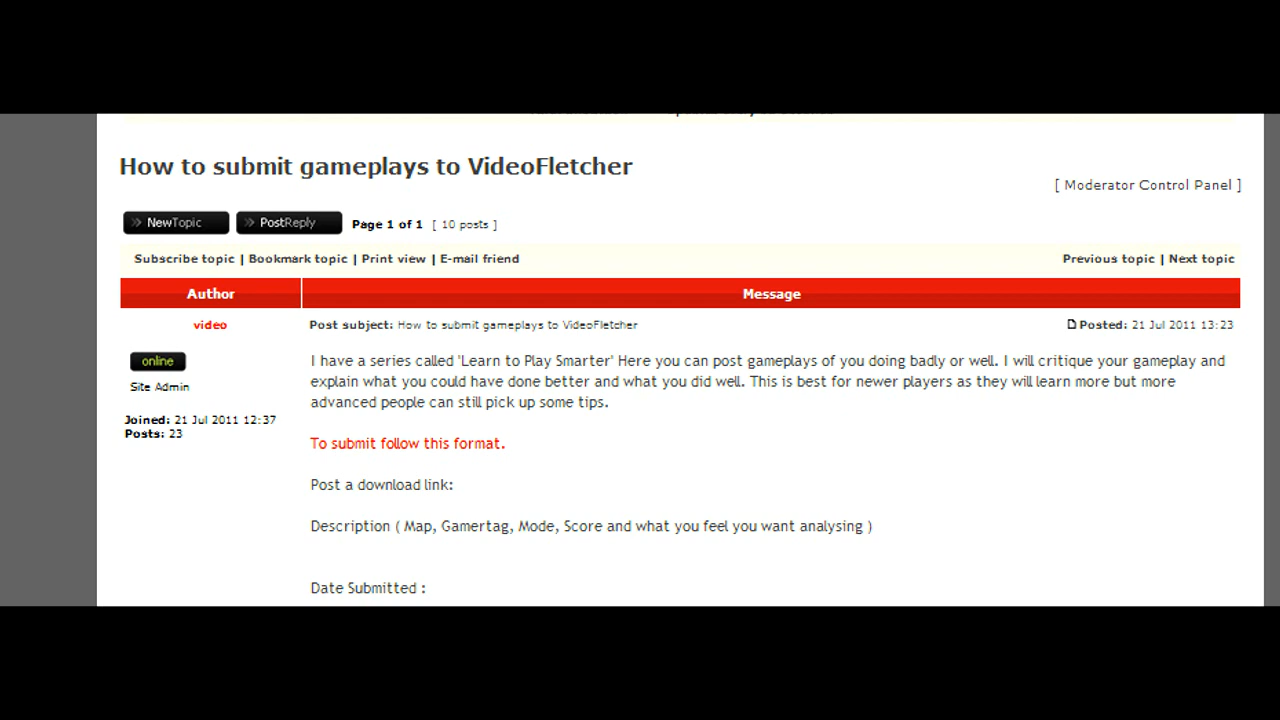 How to submit gameplays to VideoFletcher
[ Moderator Control Panel ]
NewTopic PostReply Page 1 of 1 [ 10 posts ]
Subscribe topic | Bookmark topic | Print view | E-mail friend Previous topic | Next topic
Author Message
video Post subject: How to submit gameplays to VideoFletcher Posted: 21 Jul 2011 13:23
online
Site Admin
Joined: 21 Jul 2011 12:37
Posts: 23
I have a series called 'Learn to Play Smarter' Here you can post gameplays of you doing badly or well. I will critique your gameplay and
explain what you could have done better and what you did well. This is best for newer players as they will learn more but more
advanced people can still pick up some tips.
To submit follow this format.
Post a download link:
Description ( Map, Gamertag, Mode, Score and what you feel you want analysing )
Date Submitted :